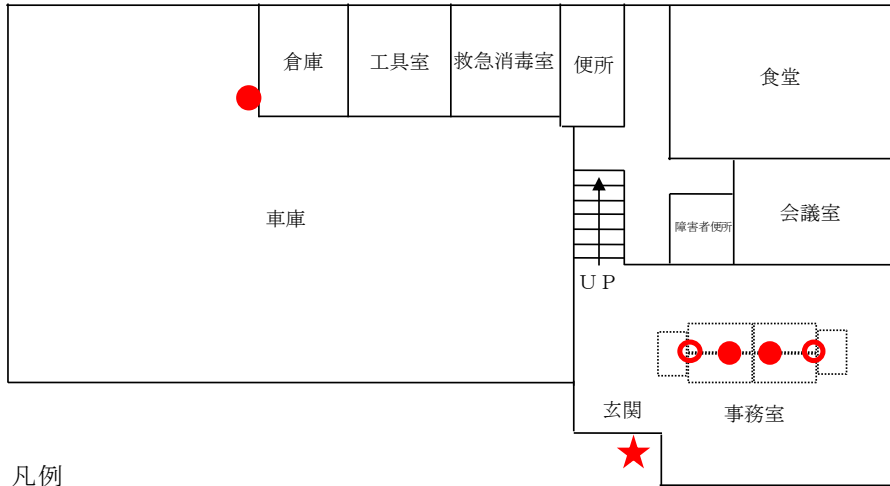 倉庫
工具室
救急消毒室
便所
食堂
車庫
障害者便所
会議室
ＵＰ
玄関
事務室
凡例